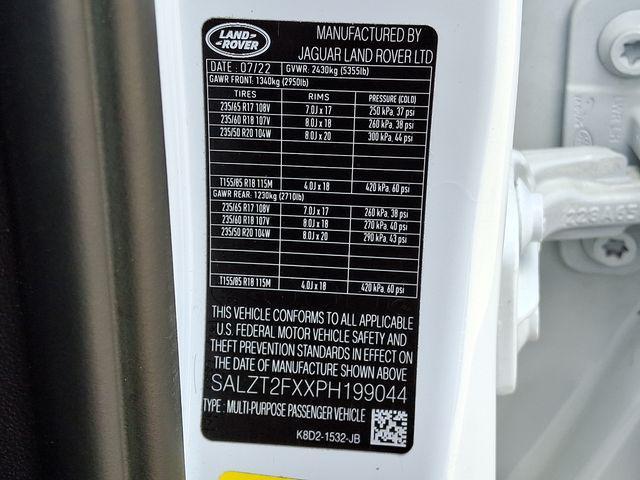 LAND ROVER
MANUFACTURED BY
JAGUAR LAND ROVER LTD
DATE : 07/22 GVWR: 2430kg (5355lb)
GAWR FRONT: 1340kg (2950lb)
TIRES RIMS PRESSURE (COLD)
235/65 R17 108V 7.0J x 17 250 kPa, 37 psi
235/60 R18 107V 8.0J x 18 260 kPa, 38 psi
235/50 R20 104W 8.0J x 20 300 kPa, 44 psi
T155/85 R18 115M 4.0J x 18 420 kPa, 60 psi
GAWR REAR: 1230kg (2710lb)
235/65 R17 108V 7.0J x 17 260 kPa, 38 psi
235/60 R18 107V 8.0J x 18 270 kPa, 40 psi
235/50 R20 104W 8.0J x 20 290 kPa, 43 psi
T155/85 R18 115M 4.0J x 18 420 kPa, 60 psi
THIS VEHICLE CONFORMS TO ALL APPLICABLE
U.S. FEDERAL MOTOR VEHICLE SAFETY AND
THEFT PREVENTION STANDARDS IN EFFECT ON
THE DATE OF MANUFACTURE SHOWN ABOVE
SALZT2FXXPH199044
TYPE : MULTI-PURPOSE PASSENGER VEHICLE
K8D2-1532-JB